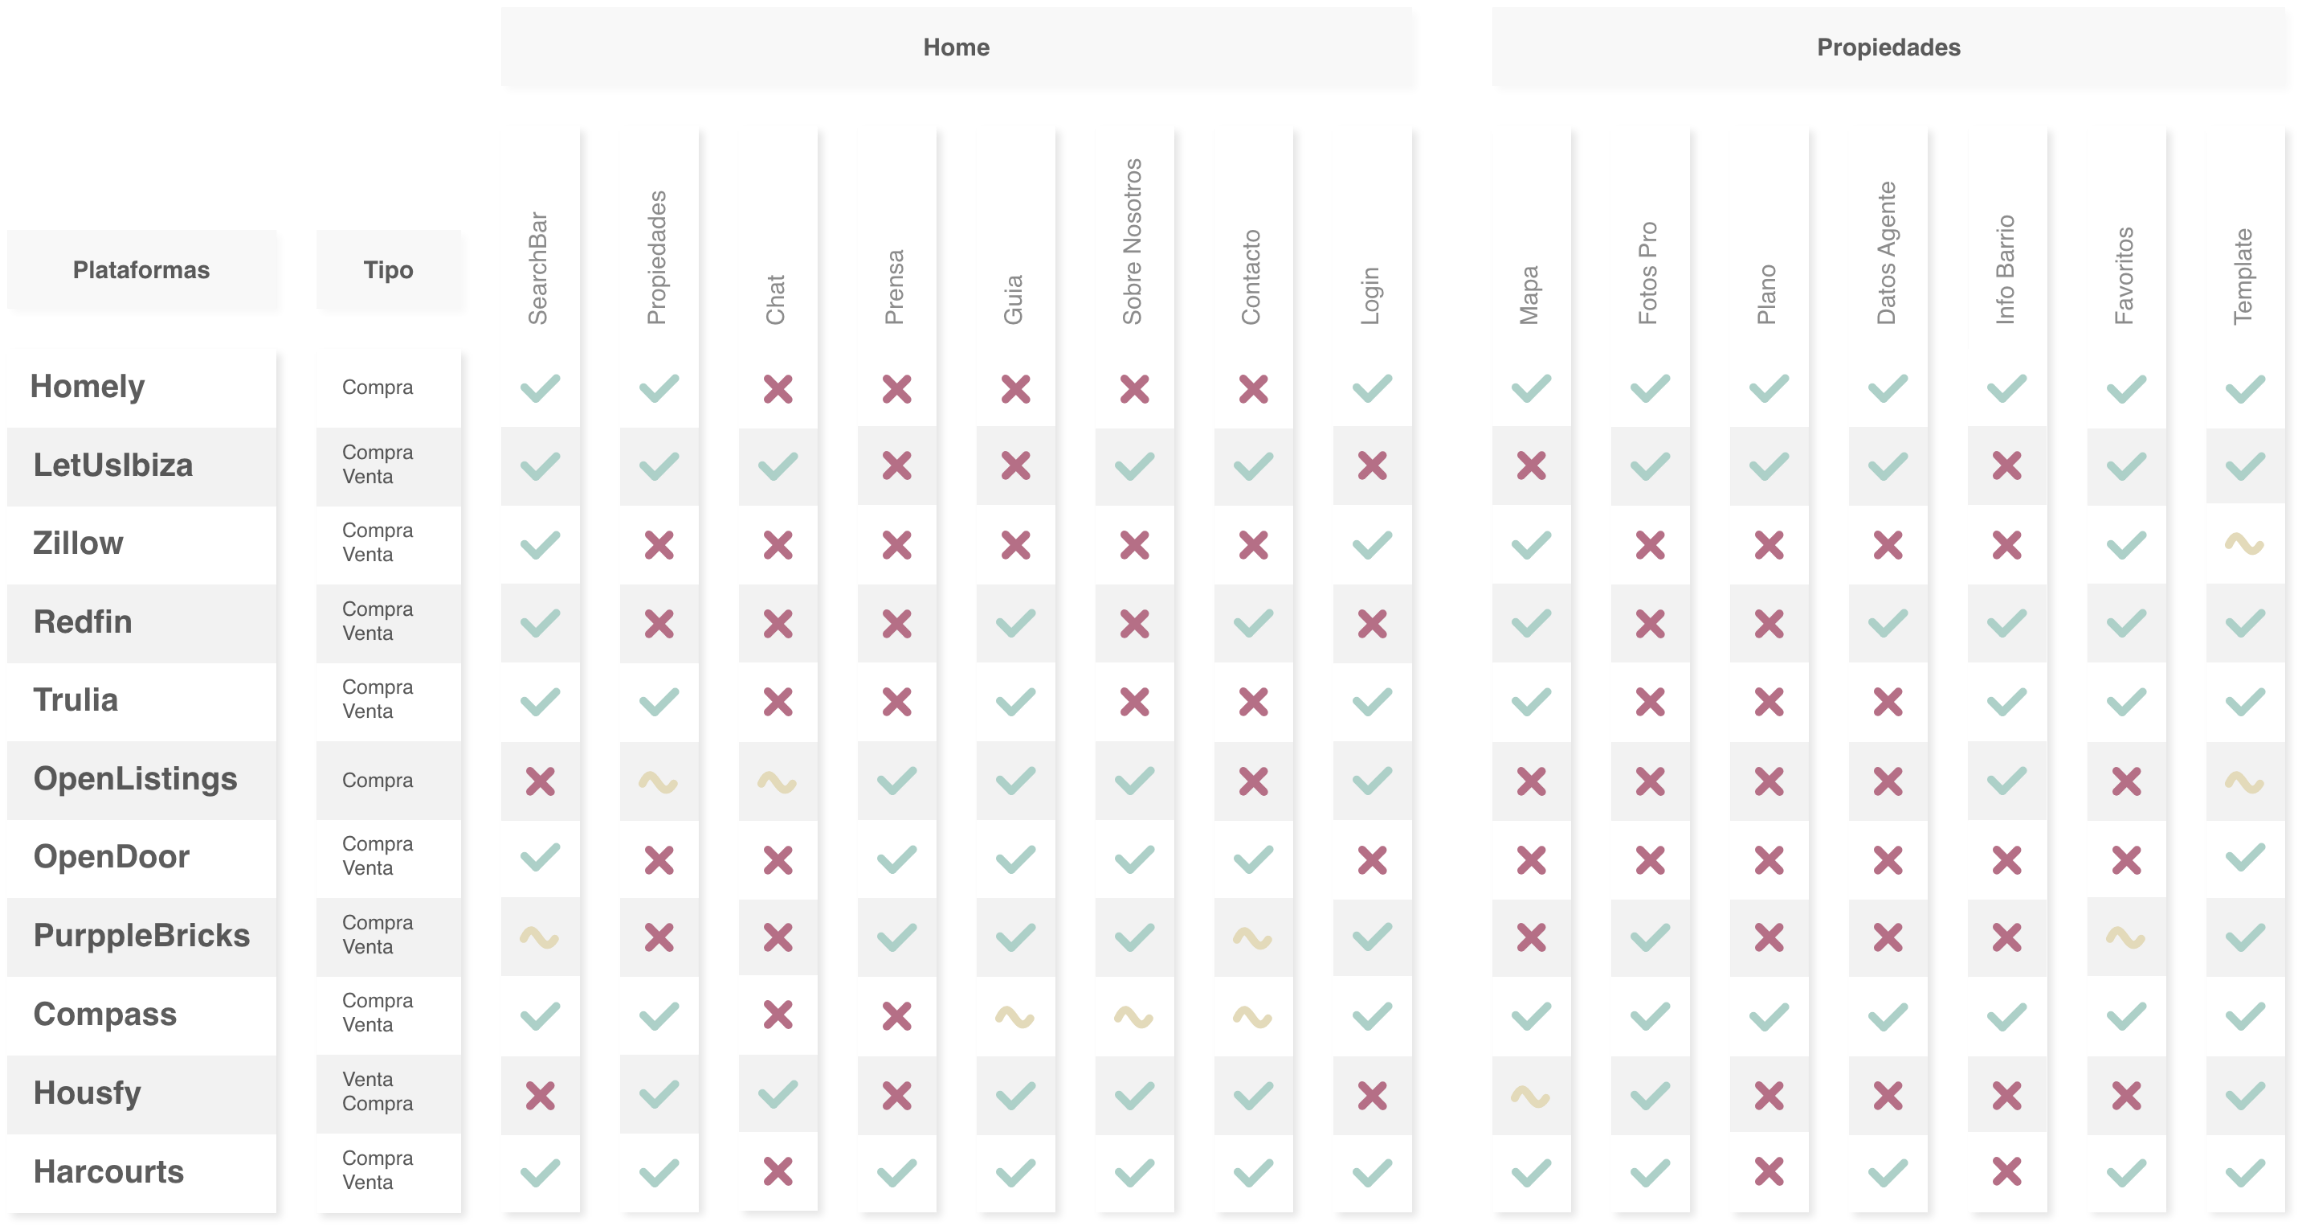 Home
Propiedades
Plataformas
Tipo
SearchBar
Propiedades
Chat
Prensa
Guia
Sobre Nosotros
Contacto
Login
Mapa
Fotos Pro
Plano
Datos Agente
Info Barrio
Favoritos
Template
Homely
Compra
LetUsIbiza
Compra
Venta
Zillow
Compra
Venta
Redfin
Compra
Venta
Trulia
Compra
Venta
OpenListings
Compra
OpenDoor
Compra
Venta
PurppleBricks
Compra
Venta
Compass
Compra
Venta
Housfy
Venta
Compra
Harcourts
Compra
Venta